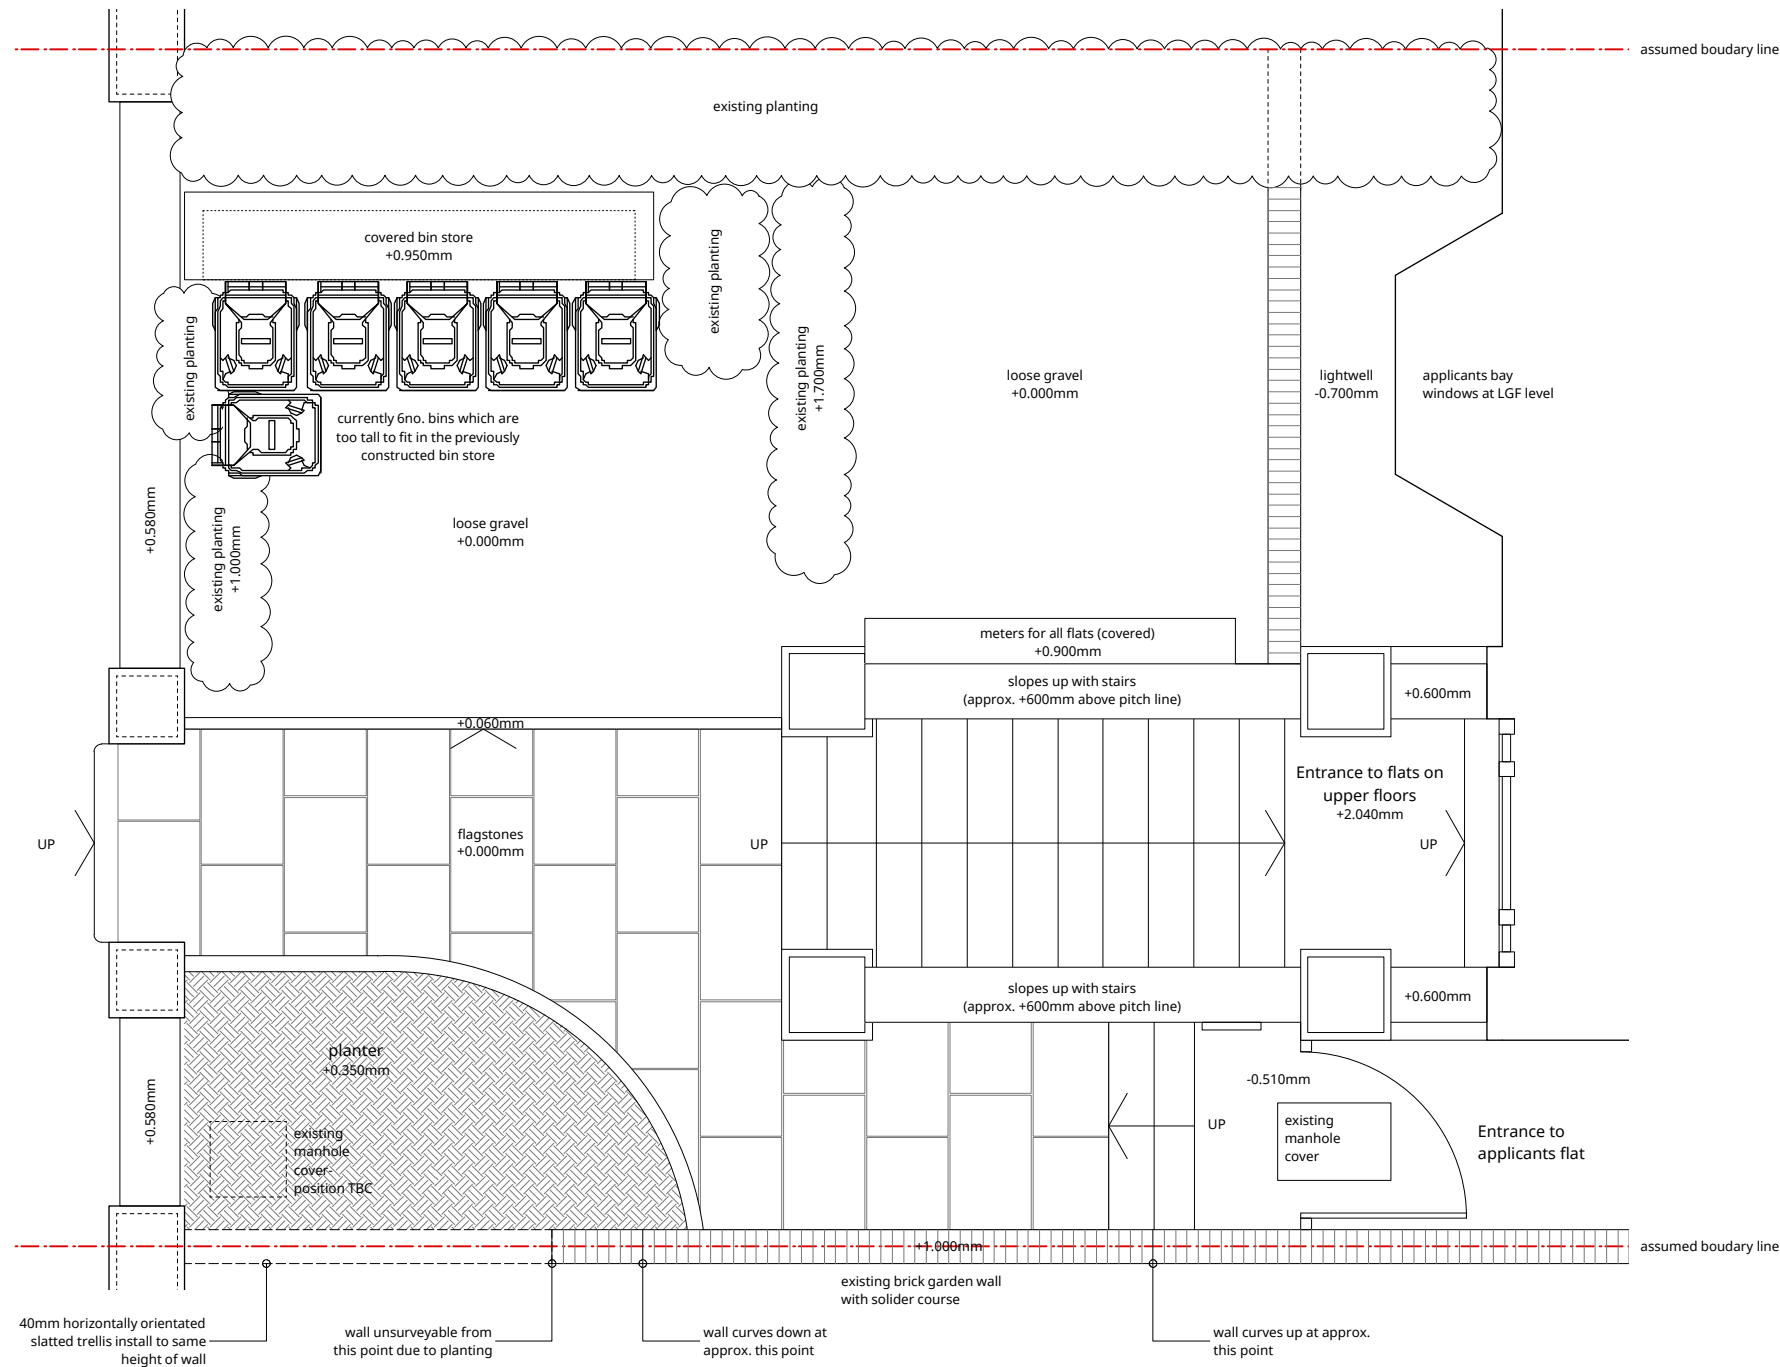 assumed boudary line
existing planting
covered bin store
+0.950mm
existing planting
existing planting
existing planting
+1.700mm
loose gravel
+0.000mm
lightwell
-0.700mm
applicants bay
windows at LGF level
currently 6no. bins which are
too tall to fit in the previously
constructed bin store
+0.580mm
existing planting
+1.000mm
loose gravel
+0.000mm
meters for all flats (covered)
+0.900mm
slopes up with stairs
(approx. +600mm above pitch line)
+0.600mm
+0.060mm
Entrance to flats on
upper floors
+2.040mm
UP
flagstones
+0.000mm
UP
UP
slopes up with stairs
(approx. +600mm above pitch line)
+0.600mm
planter
+0.350mm
-0.510mm
+0.580mm
existing
manhole
cover-
position TBC
UP
existing
manhole
cover
Entrance to
applicants flat
+1.000mm
assumed boudary line
existing brick garden wall
with solider course
40mm horizontally orientated
slatted trellis install to same
height of wall
wall unsurveyable from
this point due to planting
wall curves down at
approx. this point
wall curves up at approx.
this point